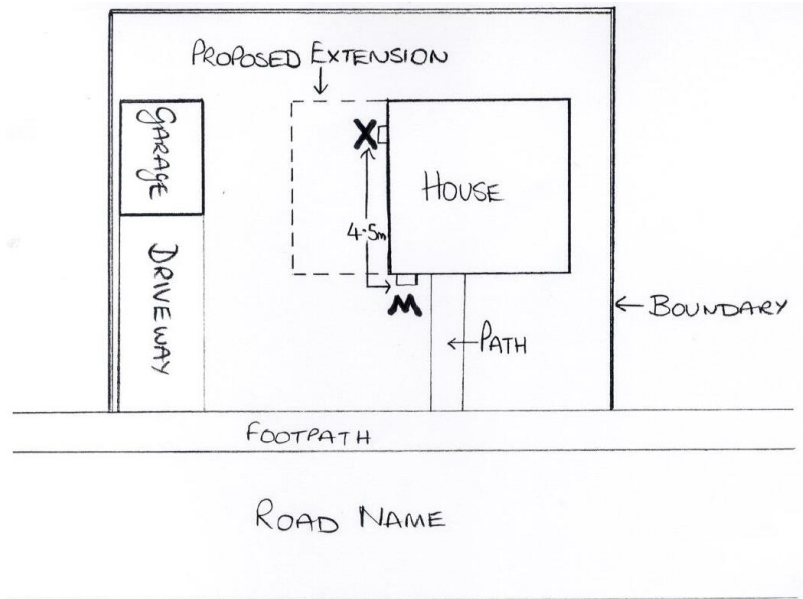 PROPOSED EXTENSION
GARAGE
X
HOUSE
4.5m
DRIVEWAY
M
BOUNDARY
PATH
FOOTPATH
ROAD NAME